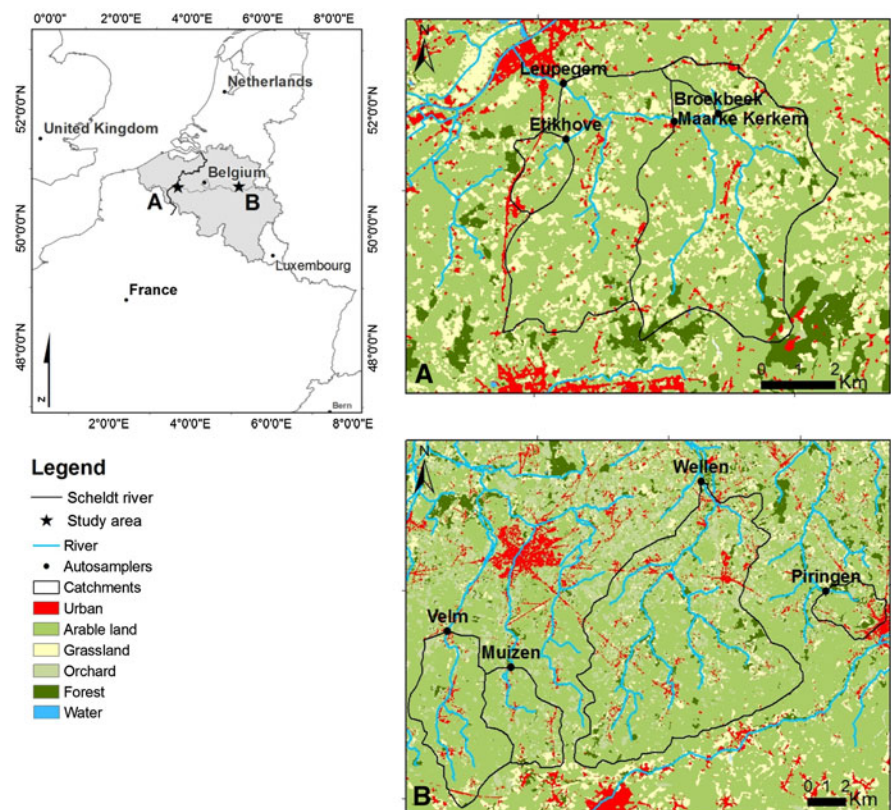 52°0'0"N
50°0'0"N
48°0'0"N
Netherlands
United Kingdom
Belgium
A
B
Luxembourg
France
N
Bern
2°0'0"E 4°0'0"E 6°0'0"E 8°0'0"E
0°0'0" 2°0'0"E 4°0'0"E 6°0'0"E
52°0'0"N
50°0'0"N
48°0'0"N
Legend
Scheldt river
Study area
River
Autosamplers
Catchments
Urban
Arable land
Grassland
Orchard
Forest
Water
N
Leupegem
Broekbeek
Etikhove
Maarke Kerkem
A
0 1 2
Km
N
Wellen
Piringen
Velm
Muizen
B
0 1 2
Km